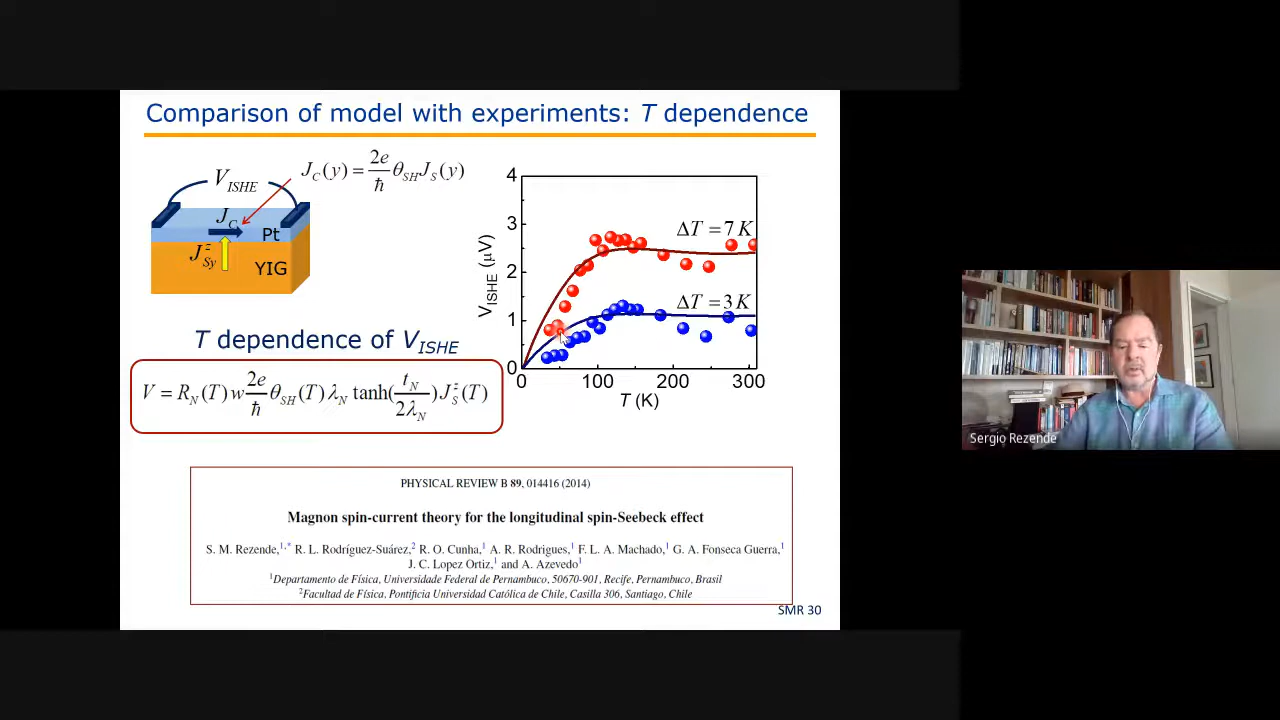 Comparison of model with experiments: T dependence
V_ISHE
J_C(y) = 2e/ħ θ_SH J_S(y)
J_C
Pt
J^z_Sy
YIG
T dependence of V_ISHE
V = R_N(T) w 2e/ħ θ_SH(T) λ_N tanh(t_N/2λ_N) J^z_S(T)
4
3
2
1
0
V_ISHE (μV)
ΔT = 7 K
ΔT = 3 K
0 100 200 300
T (K)
PHYSICAL REVIEW B 89, 014416 (2014)
Magnon spin-current theory for the longitudinal spin-Seebeck effect
S. M. Rezende,1,* R. L. Rodríguez-Suárez,2 R. O. Cunha,1 A. R. Rodrigues,1 F. L. A. Machado,1 G. A. Fonseca Guerra,1
J. C. Lopez Ortiz,1 and A. Azevedo1
1Departamento de Física, Universidade Federal de Pernambuco, 50670-901, Recife, Pernambuco, Brasil
2Facultad de Física, Pontificia Universidad Católica de Chile, Casilla 306, Santiago, Chile
SMR 30
Sergio Rezende